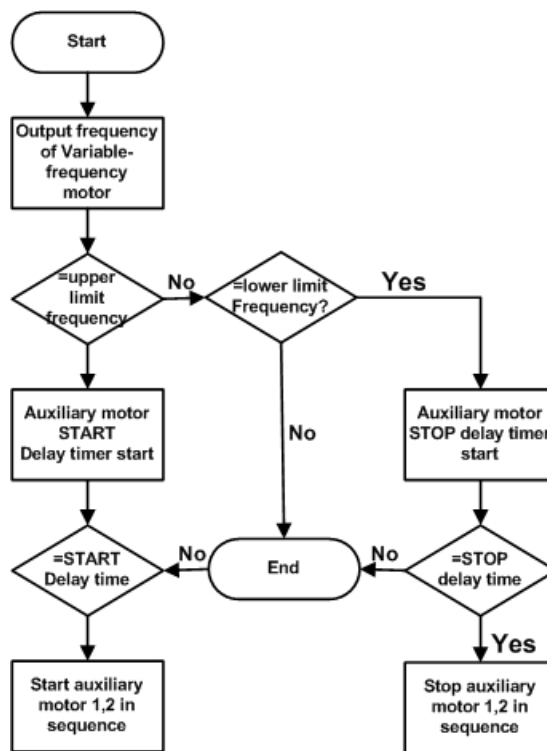 Start
Output frequency
of Variable-
frequency
motor
=upper
limit
frequency
No
=lower limit
Frequency?
Yes
Auxiliary motor
START
Delay timer start
No
Auxiliary motor
STOP delay timer
start
=START
Delay time
No
End
No
=STOP
delay time
Yes
Start auxiliary
motor 1,2 in
sequence
Stop auxiliary
motor 1,2 in
sequence